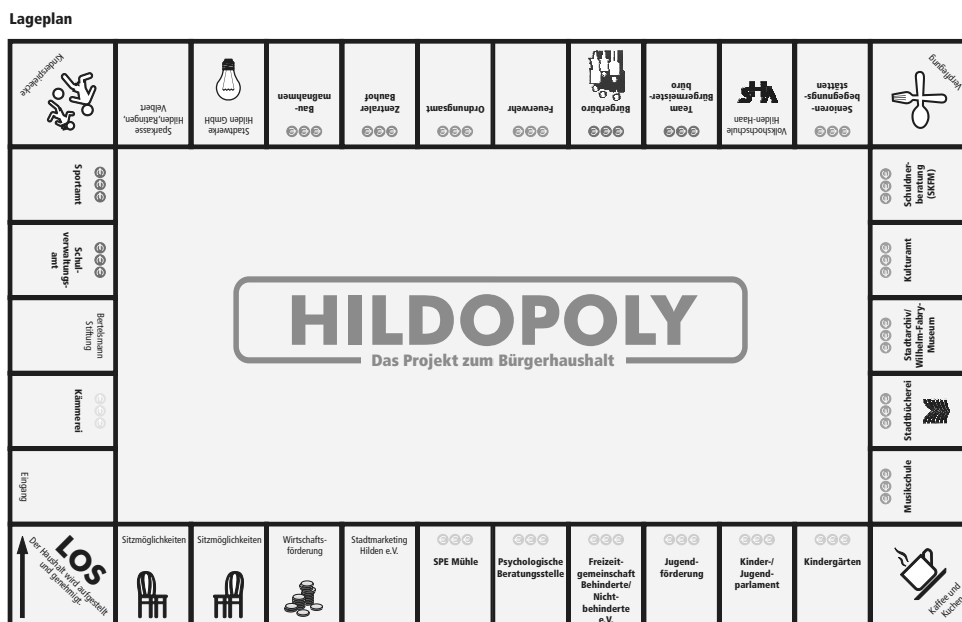 Lageplan
Kinderspielecke
Sparkasse
Hilden,Ratingen,
Velbert
Stadtwerke
Hilden GmbH
Bau-
maßnahmen
Zentraler
Bauhof
Ordnungsamt
Feuerwehr
Bürgerbüro
Team
Bürgermeister-
büro
Volkshochschule
Hilden-Haan
Senioren-
begegnungs-
stätten
Verpflegung
Sportamt
Schul-
verwaltungs-
amt
Bertelsmann
Stiftung
Kämmerei
Eingang
HILDOPOLY
Das Projekt zum Bürgerhaushalt
Schuldner-
beratung
(SKFM)
Kulturamt
Stadtarchiv/
Wilhelm-Fabry-
Museum
Stadtbücherei
Musikschule
LOS
Der Haushalt wird aufgestellt
und genehmigt.
Sitzmöglichkeiten
Sitzmöglichkeiten
Wirtschafts-
förderung
Stadtmarketing
Hilden e.V.
SPE Mühle
Psychologische
Beratungsstelle
Freizeit-
gemeinschaft
Behinderte/
Nicht-
behinderte
e.V.
Jugend-
förderung
Kinder-/
Jugend-
parlament
Kindergärten
Kaffee und
Kuchen